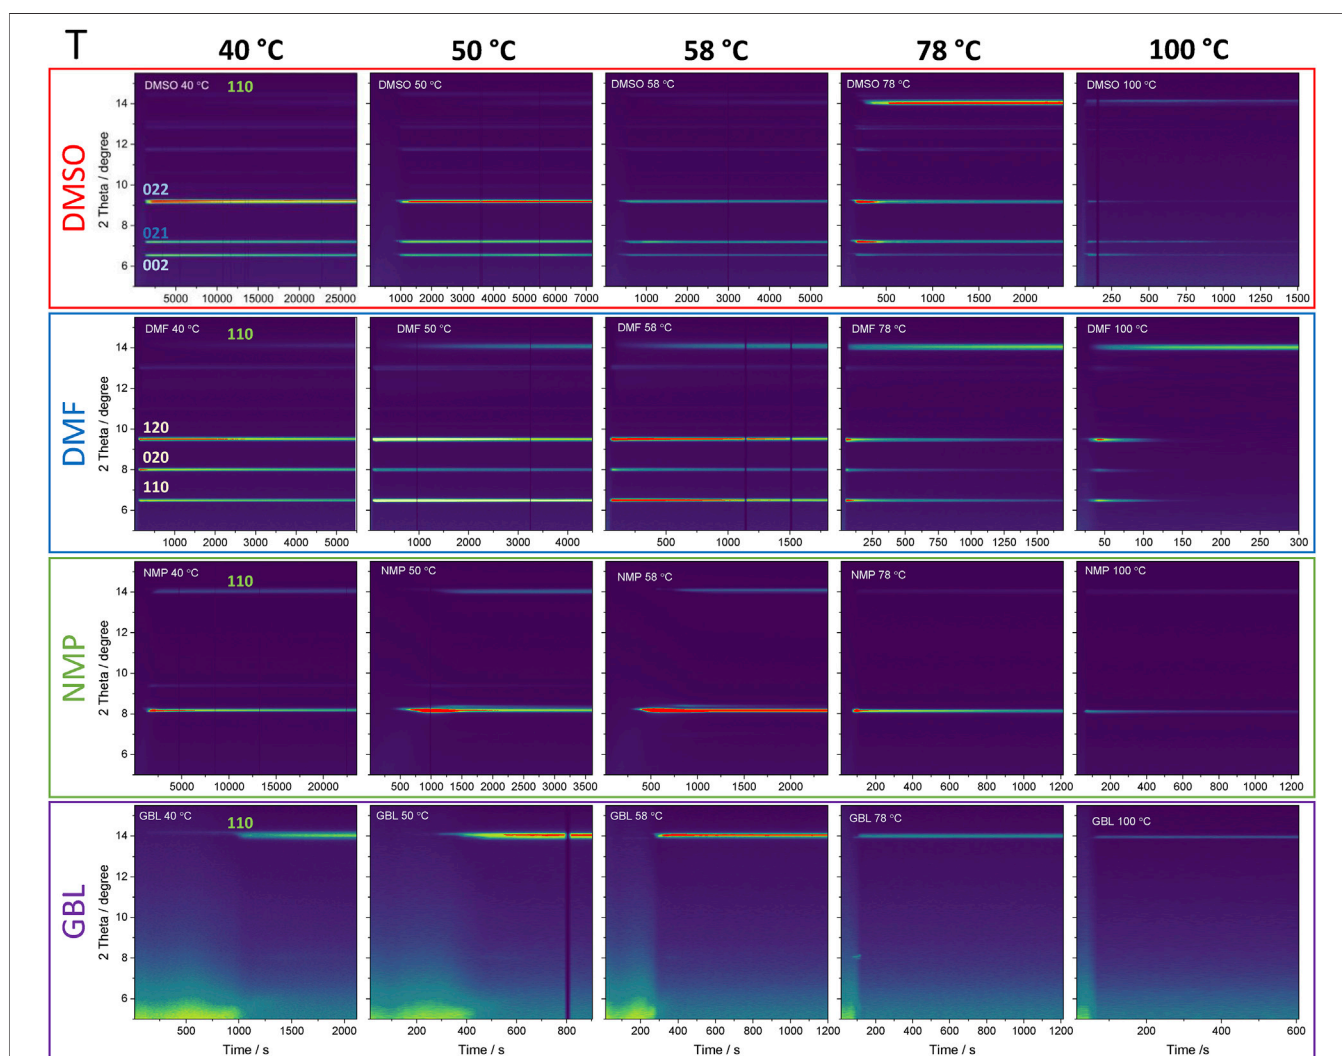 T
40 °C 50 °C 58 °C 78 °C 100 °C
DMSO
2 Theta / degree
14
12
10
8
6
DMSO 40 °C 110
022
021
002
5000 10000 15000 20000 25000
DMSO 50 °C
1000 2000 3000 4000 5000 6000 7000
DMSO 58 °C
1000 2000 3000 4000 5000
DMSO 78 °C
500 1000 1500 2000
DMSO 100 °C
250 500 750 1000 1250 1500
DMF
2 Theta / degree
14
12
10
8
6
DMF 40 °C 110
120
020
110
1000 2000 3000 4000 5000
DMF 50 °C
1000 2000 3000 4000
DMF 58 °C
500 1000 1500
DMF 78 °C
250 500 750 1000 1250 1500
DMF 100 °C
50 100 150 200 250 300
NMP
2 Theta / degree
14
12
10
8
6
NMP 40 °C 110
5000 10000 15000 20000
NMP 50 °C
500 1000 1500 2000 2500 3000 3500
NMP 58 °C
500 1000 1500 2000
NMP 78 °C
200 400 600 800 1000 1200
NMP 100 °C
200 400 600 800 1000 1200
GBL
2 Theta / degree
14
12
10
8
6
GBL 40 °C 110
500 1000 1500 2000
Time / s
GBL 50 °C
200 400 600 800
Time / s
GBL 58 °C
200 400 600 800 1000 1200
Time / s
GBL 78 °C
200 400 600 800 1000 1200
Time / s
GBL 100 °C
200 400 600
Time /s